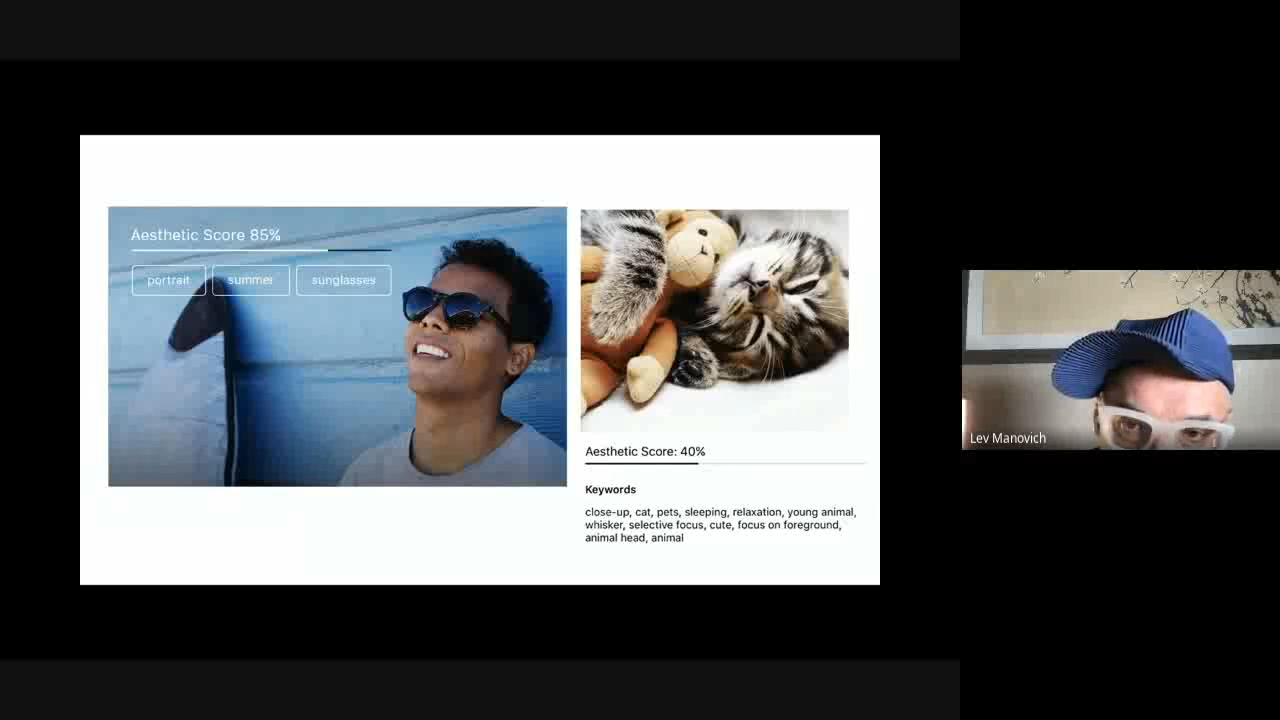 Aesthetic Score 85%
portrait summer sunglasses
Aesthetic Score: 40%
Keywords
close-up, cat, pets, sleeping, relaxation, young animal,
whisker, selective focus, cute, focus on foreground,
animal head, animal
Lev Manovich